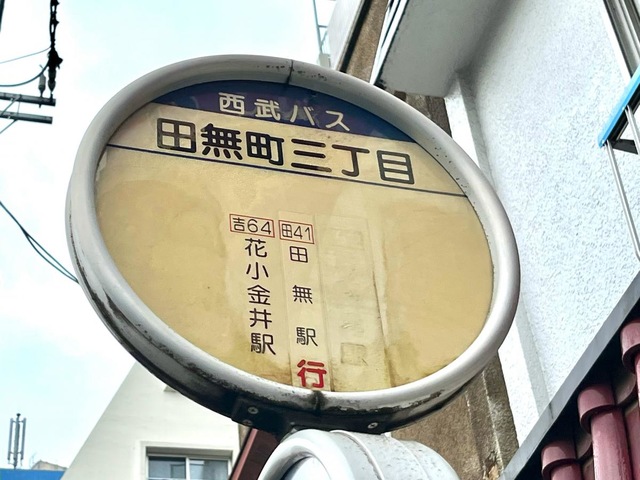 西武バス
田無町三丁目
田41
田無駅
吉64
花小金井駅
行